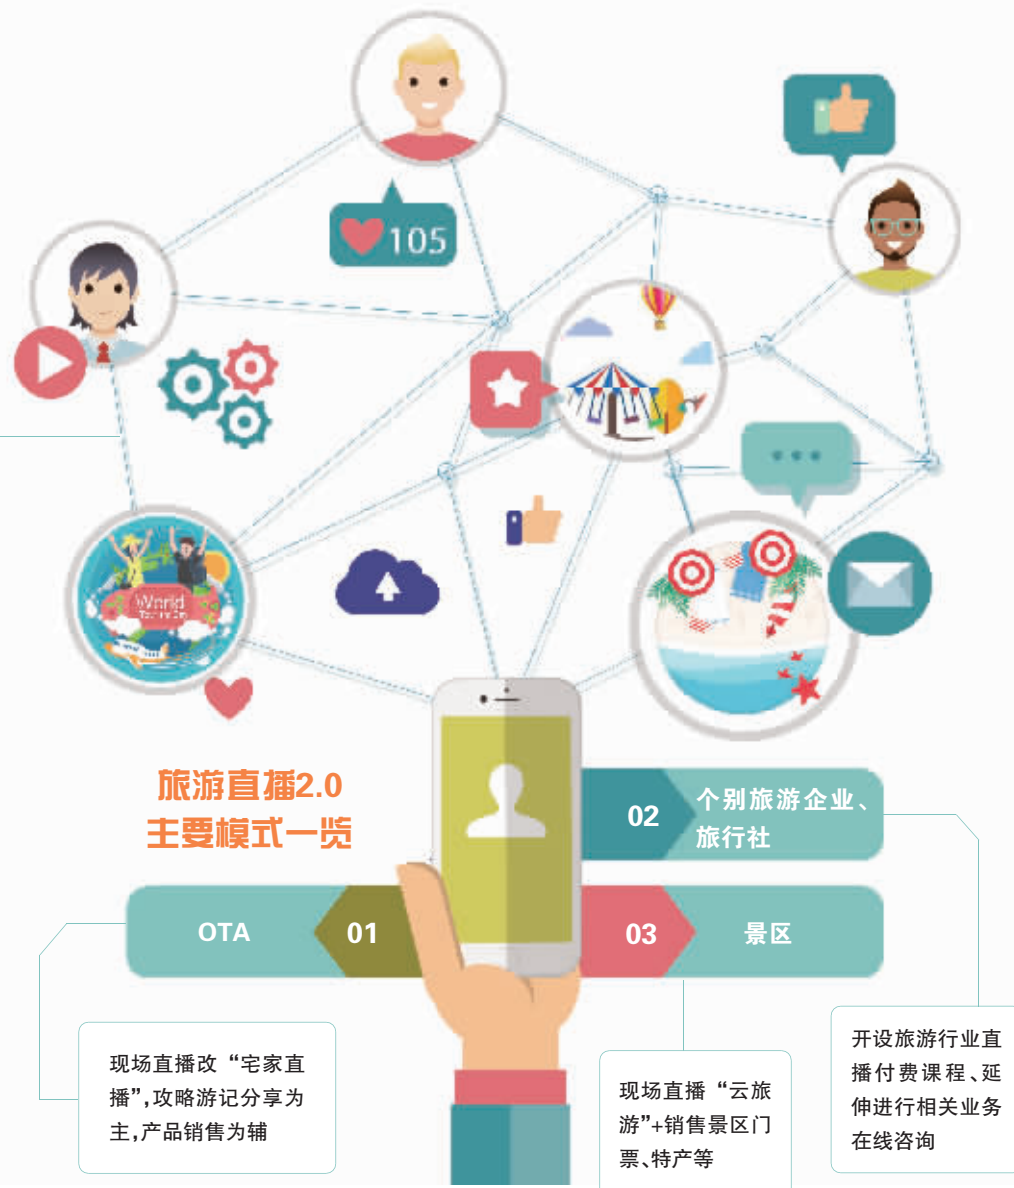 105
World
旅游直播2.0
主要模式一览
02
个别旅游企业、
旅行社
OTA
01
03
景区
现场直播改“宅家直
播”,攻略游记分享为
主,产品销售为辅
现场直播“云旅
游”+销售景区门
票、特产等
开设旅游行业直
播付费课程、延
伸进行相关业务
在线咨询